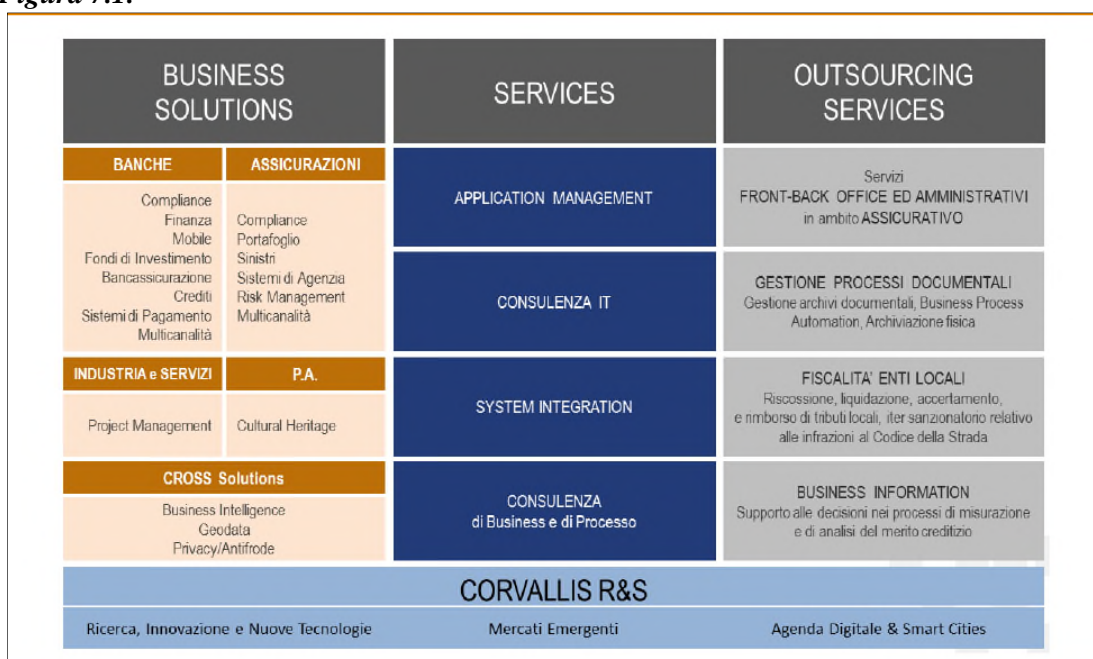 Figura 7.1.
BUSINESS
SOLUTIONS
SERVICES
OUTSOURCING
SERVICES
BANCHE
Compliance
Finanza
Mobile
Fondi di Investimento
Bancassicurazione
Crediti
Sistemi di Pagamento
Multicanalità
ASSICURAZIONI
Compliance
Portafoglio
Sinistri
Sistemi di Agenzia
Risk Management
Multicanalità
INDUSTRIA e SERVIZI
Project Management
P.A.
Cultural Heritage
CROSS Solutions
Business Intelligence
Geodata
Privacy/Antifrode
APPLICATION MANAGEMENT
CONSULENZA IT
SYSTEM INTEGRATION
CONSULENZA
di Business e di Processo
Servizi
FRONT-BACK OFFICE ED AMMINISTRATIVI
in ambito ASSICURATIVO
GESTIONE PROCESSI DOCUMENTALI
Gestione archivi documentali, Business Process
Automation, Archiviazione fisica
FISCALITA' ENTI LOCALI
Riscossione, liquidazione, accertamento,
e rimborso di tributi locali, iter sanzionatorio relativo
alle infrazioni al Codice della Strada
BUSINESS INFORMATION
Supporto alle decisioni nei processi di misurazione
e di analisi del merito creditizio
CORVALLIS R&S
Ricerca, Innovazione e Nuove Tecnologie
Mercati Emergenti
Agenda Digitale & Smart Cities